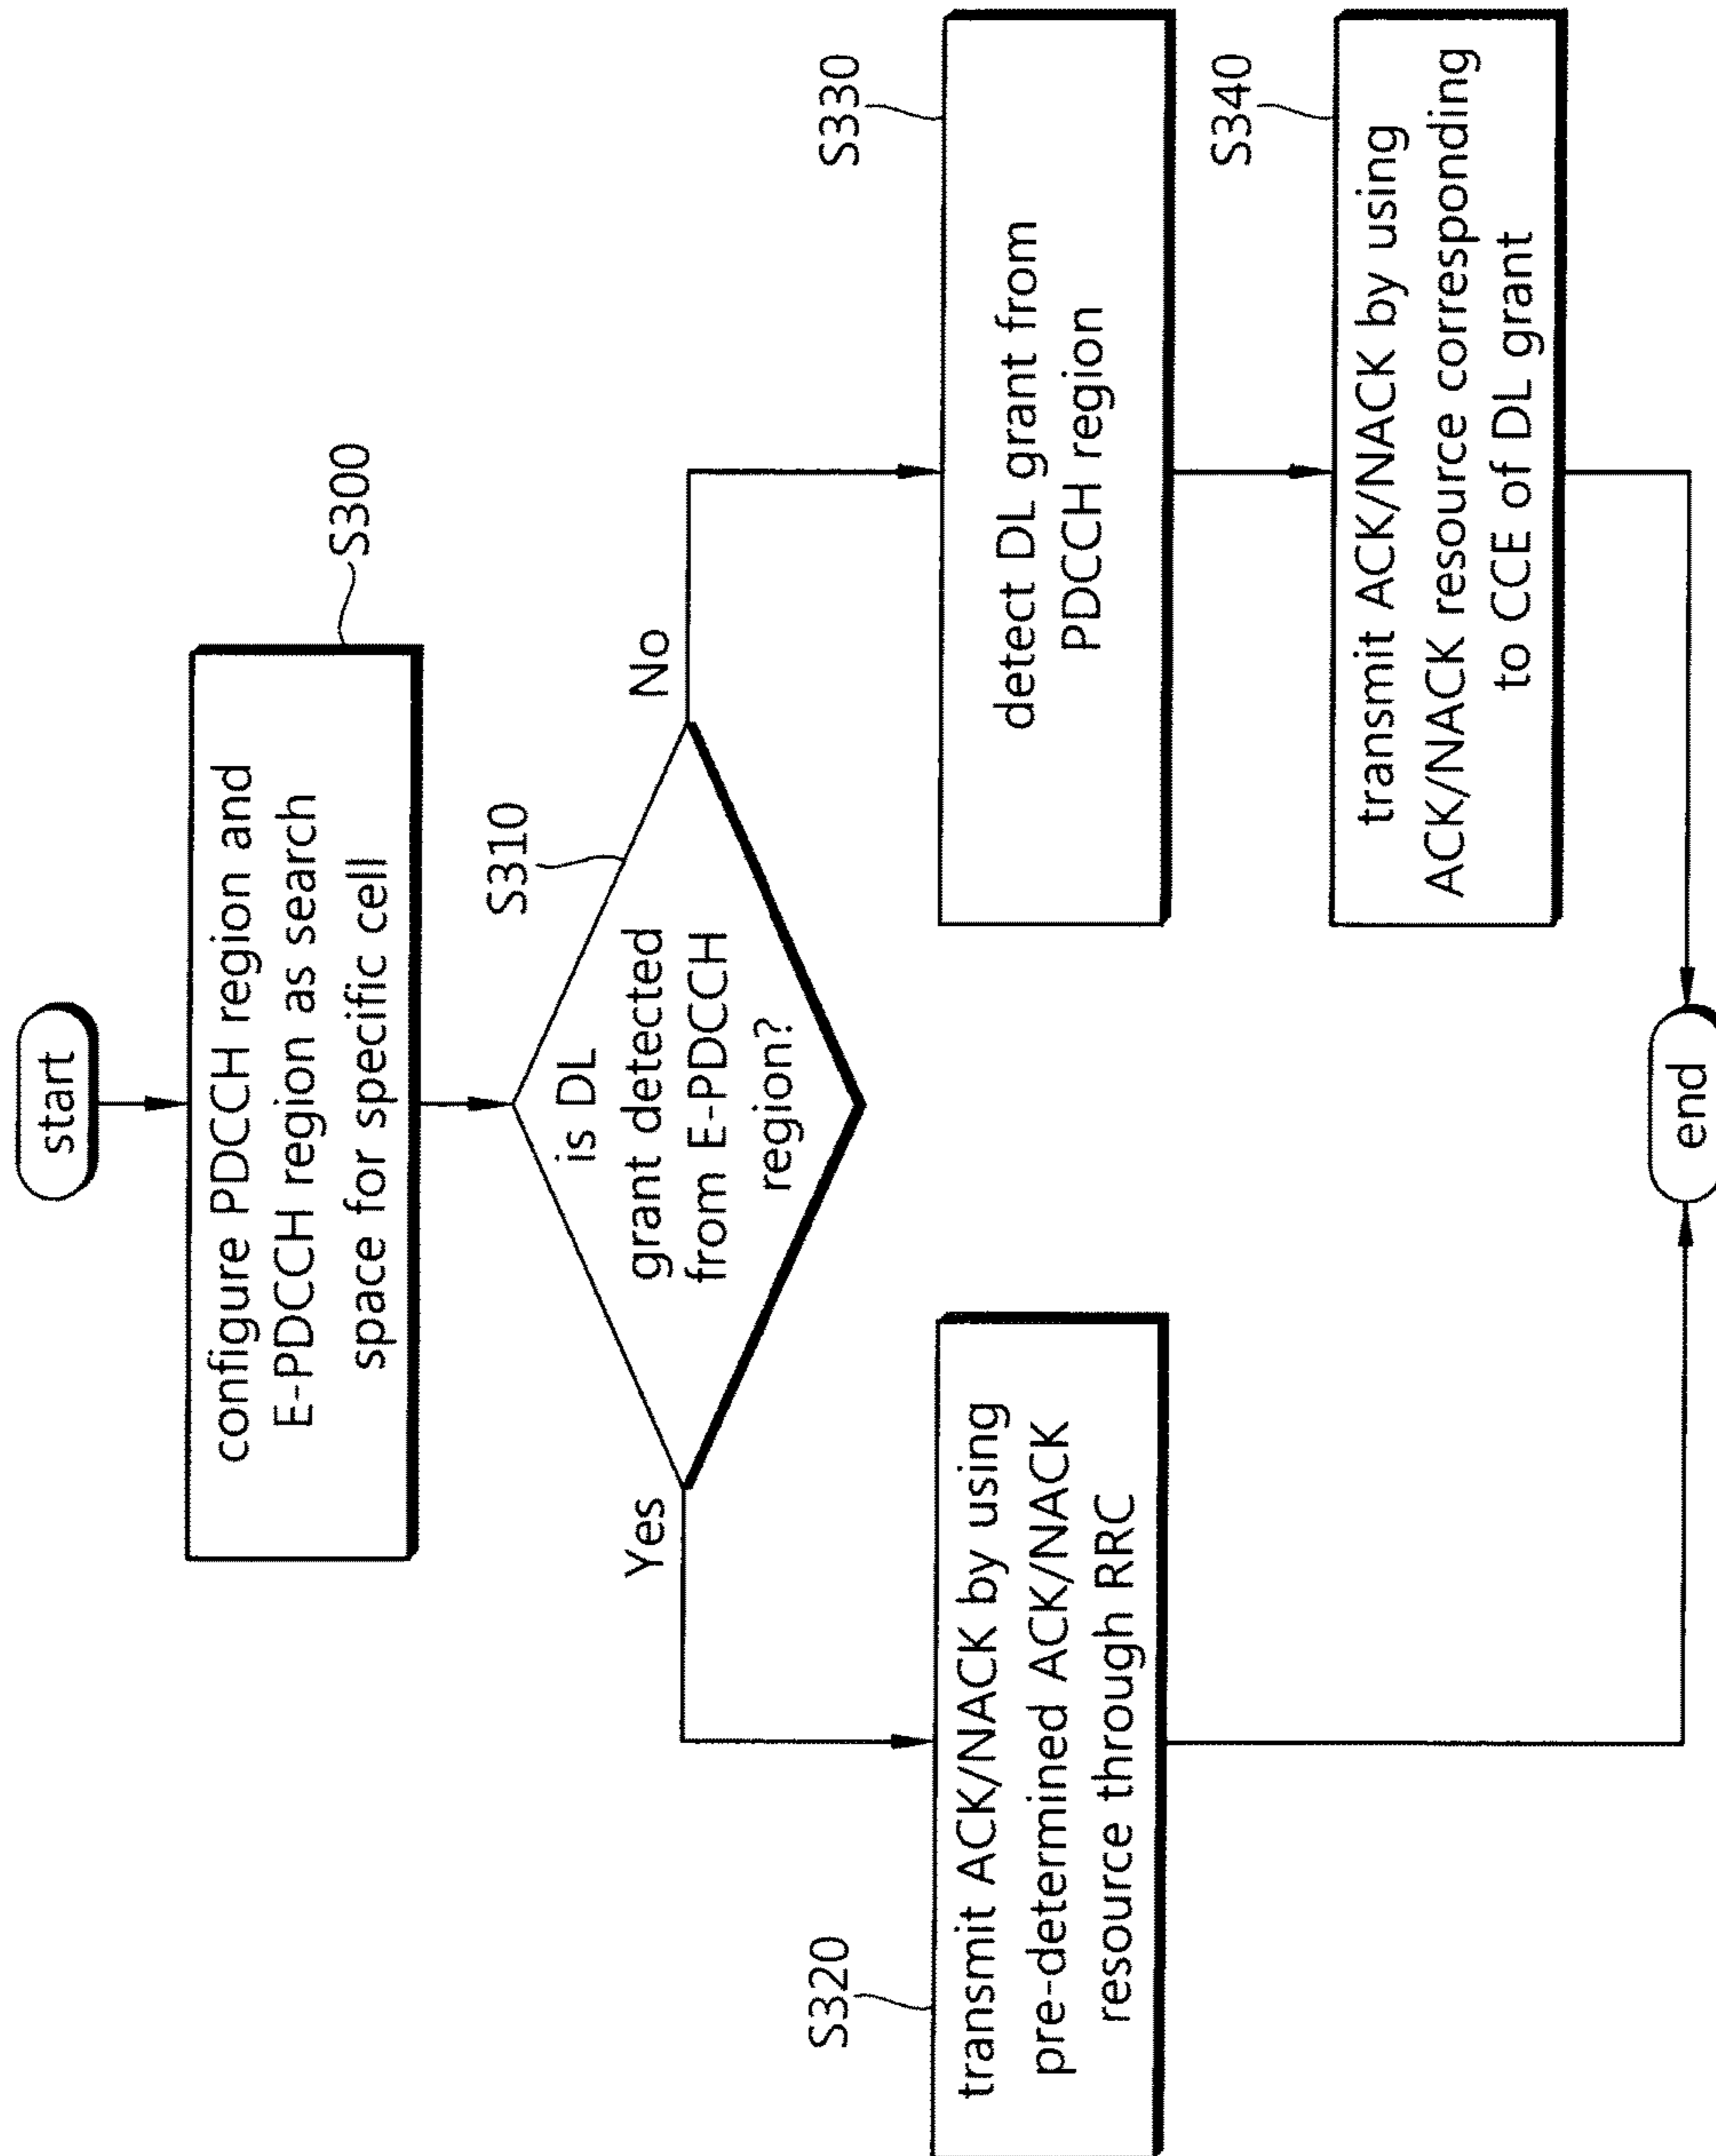 start
S300
configure PDCCH region and
E-PDCCH region as search
space for specific cell
S310
is DL
grant detected
from E-PDCCH
region?
Yes
No
S320
transmit ACK/NACK by using
pre-determined ACK/NACK
resource through RRC
S330
detect DL grant from
PDCCH region
S340
transmit ACK/NACK by using
ACK/NACK resource corresponding
to CCE of DL grant
end